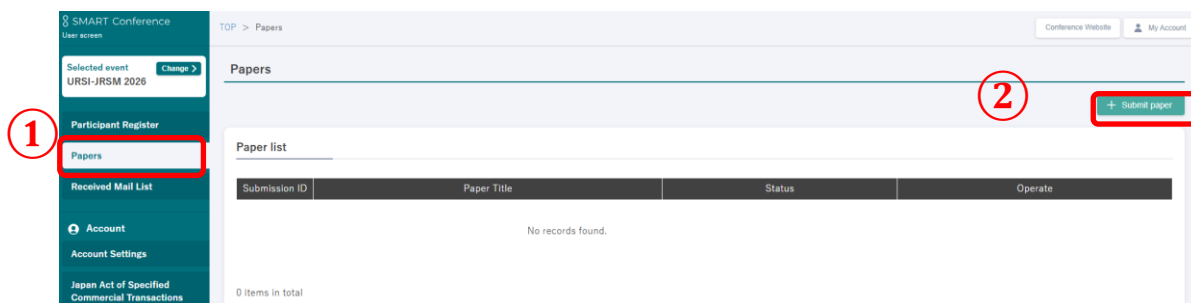 SMART Conference
User screen
TOP > Papers
Conference Website
My Account
Selected event
Change >
URSI-JRSM 2026
Papers
②
+ Submit paper
①
Participant Register
Papers
Received Mail List
Paper list
Submission ID Paper Title Status Operate
No records found.
Account
Account Settings
Japan Act of Specified
Commercial Transactions
0 items in total